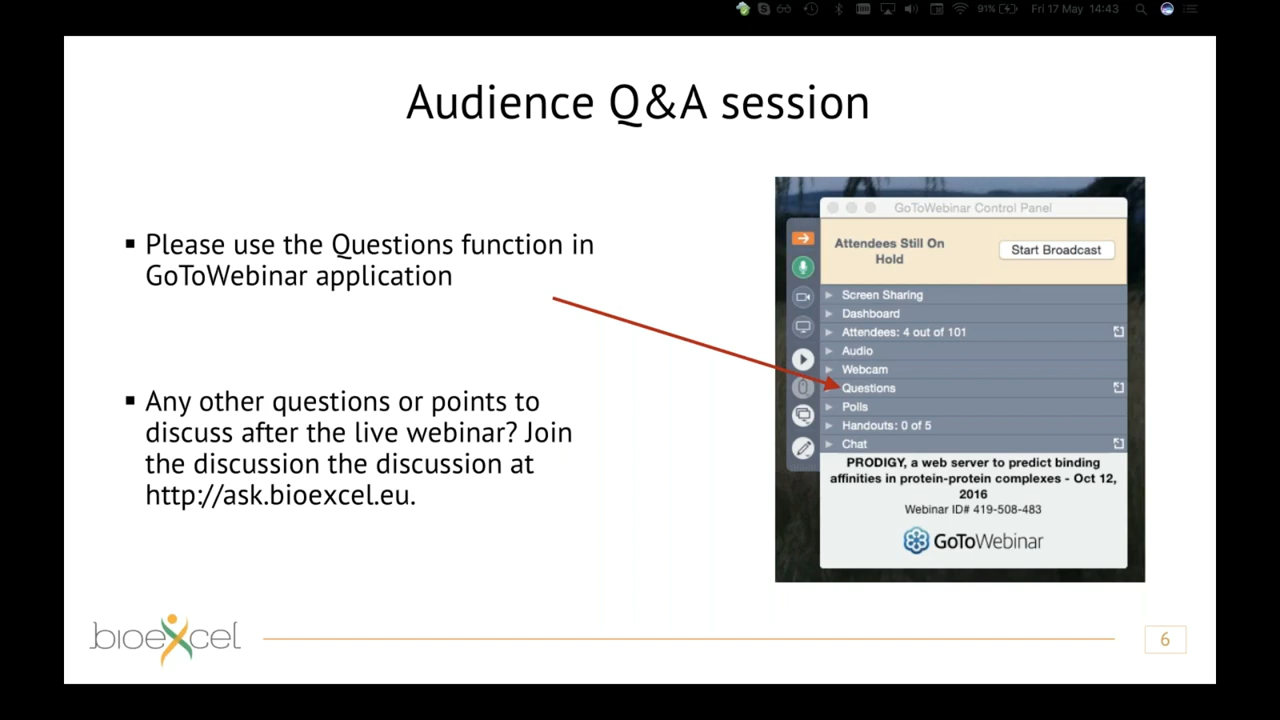 91% Fri 17 May 14:43
Audience Q&A session
▪ Please use the Questions function in
GoToWebinar application
▪ Any other questions or points to
discuss after the live webinar? Join
the discussion the discussion at
http://ask.bioexcel.eu.
GoToWebinar Control Panel
Attendees Still On
Hold
Start Broadcast
Screen Sharing
Dashboard
Attendees: 4 out of 101
Audio
Webcam
Questions
Polls
Handouts: 0 of 5
Chat
PRODIGY, a web server to predict binding
affinities in protein-protein complexes - Oct 12,
2016
Webinar ID# 419-508-483
GoToWebinar
bioexcel
6